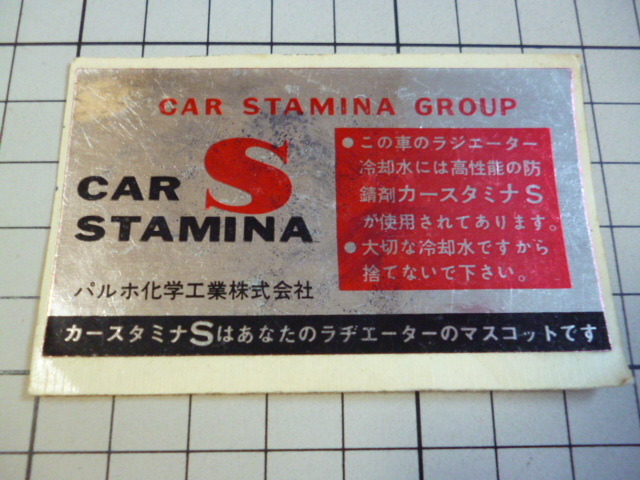 CAR STAMINA GROUP
CAR S
STAMINA
●この車のラジエーター
冷却水には高性能の防
錆剤カースタミナS
が使用されてあります。
●大切な冷却水ですから
捨てないで下さい。
パルホ化学工業株式会社
カースタミナSはあなたのラヂエーターのマスコットです